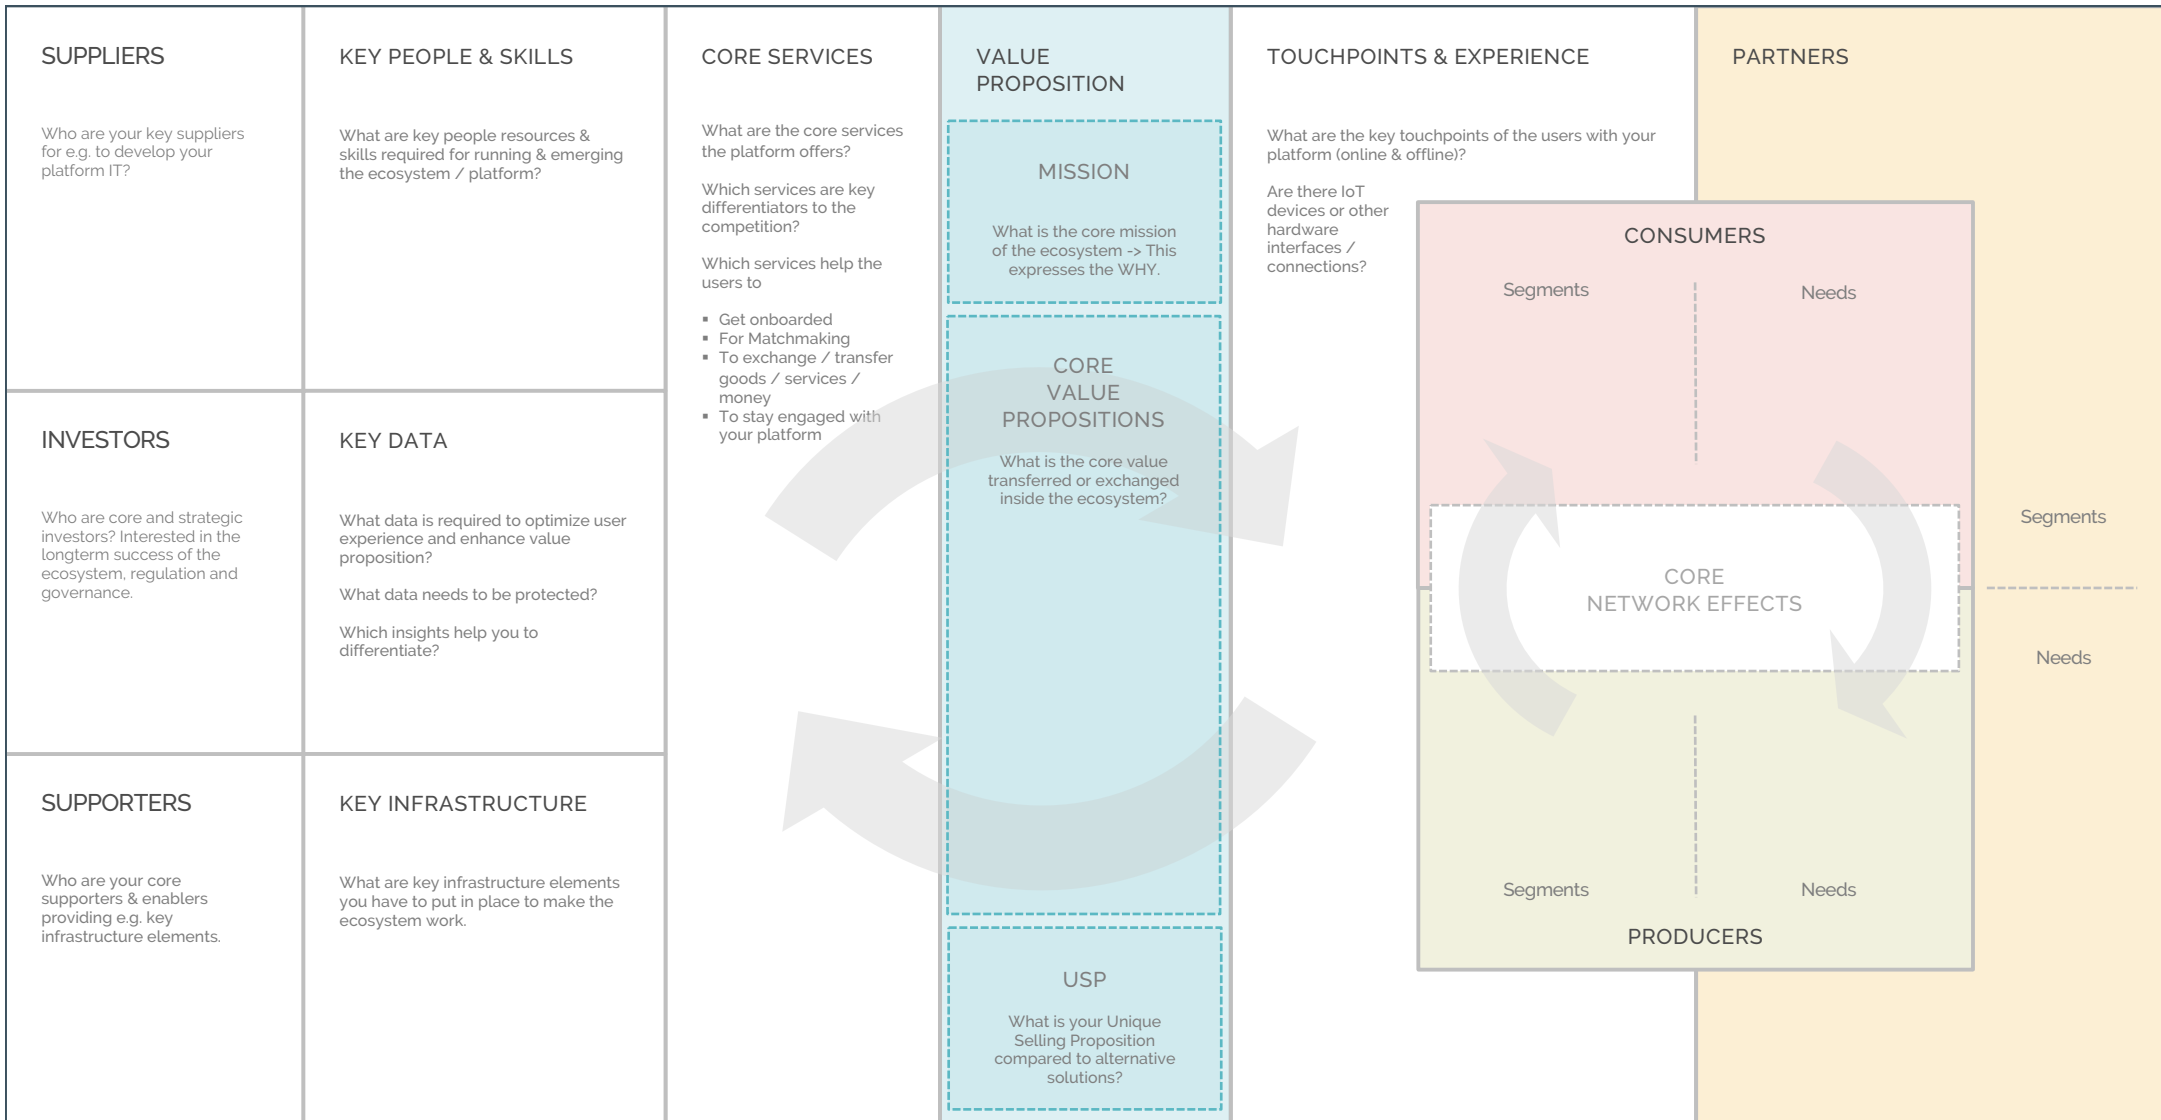 SUPPLIERS
Who are your key suppliers
for e.g. to develop your
platform IT?
KEY PEOPLE & SKILLS
What are key people resources &
skills required for running & emerging
the ecosystem / platform?
INVESTORS
Who are core and strategic
investors? Interested in the
longterm success of the
ecosystem, regulation and
governance.
KEY DATA
What data is required to optimize user
experience and enhance value
proposition?
What data needs to be protected?
Which insights help you to
differentiate?
SUPPORTERS
Who are your core
supporters & enablers
providing e.g. key
infrastructure elements.
KEY INFRASTRUCTURE
What are key infrastructure elements
you have to put in place to make the
ecosystem work.
CORE SERVICES
What are the core services
the platform offers?
Which services are key
differentiators to the
competition?
Which services help the
users to
▪ Get onboarded
▪ For Matchmaking
▪ To exchange / transfer
goods / services /
money
▪ To stay engaged with
your platform
VALUE
PROPOSITION
MISSION
What is the core mission
of the ecosystem -> This
expresses the WHY.
CORE
VALUE
PROPOSITIONS
What is the core value
transferred or exchanged
inside the ecosystem?
USP
What is your Unique
Selling Proposition
compared to alternative
solutions?
TOUCHPOINTS & EXPERIENCE
What are the key touchpoints of the users with your
platform (online & offline)?
Are there IoT
devices or other
hardware
interfaces /
connections?
CONSUMERS
Segments
Needs
CORE
NETWORK EFFECTS
Segments
Needs
PRODUCERS
PARTNERS
Segments
Needs